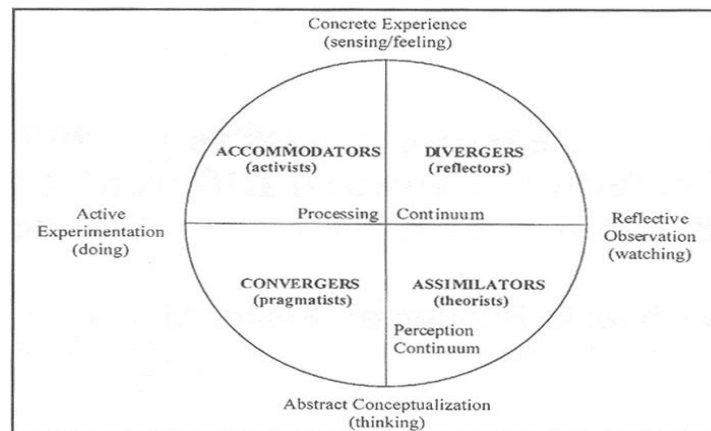 Concrete Experience
(sensing/feeling)
ACCOMMODATORS
(activists)
DIVERGERS
(reflectors)
Processing
Continuum
Active
Experimentation
(doing)
Reflective
Observation
(watching)
CONVERGERS
(pragmatists)
ASSIMILATORS
(theorists)
Perception
Continuum
Abstract Conceptualization
(thinking)